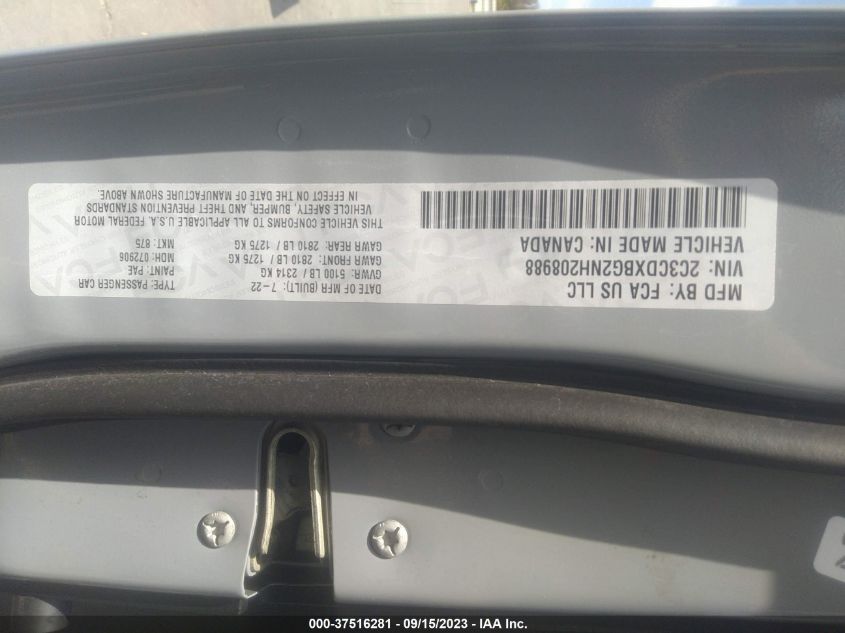 MFD BY: FCA US LLC
VIN: 2C3CDXBG2NH208988
VEHICLE MADE IN: CANADA
DATE OF MFR (BUILT): 7-22
GVWR: 5100 LB / 2314 KG
GAWR FRONT: 2810 LB / 1275 KG
GAWR REAR: 2810 LB / 1274 KG
TYPE: PASSENGER CAR
PAINT: PAE
MDH: 072906
MKT: 875
THIS VEHICLE CONFORMS TO ALL APPLICABLE U.S.A. FEDERAL MOTOR
VEHICLE SAFETY, BUMPER, AND THEFT PREVENTION STANDARDS
IN EFFECT ON THE DATE OF MANUFACTURE SHOWN ABOVE.
000-37516281 - 09/15/2023 - IAA Inc.